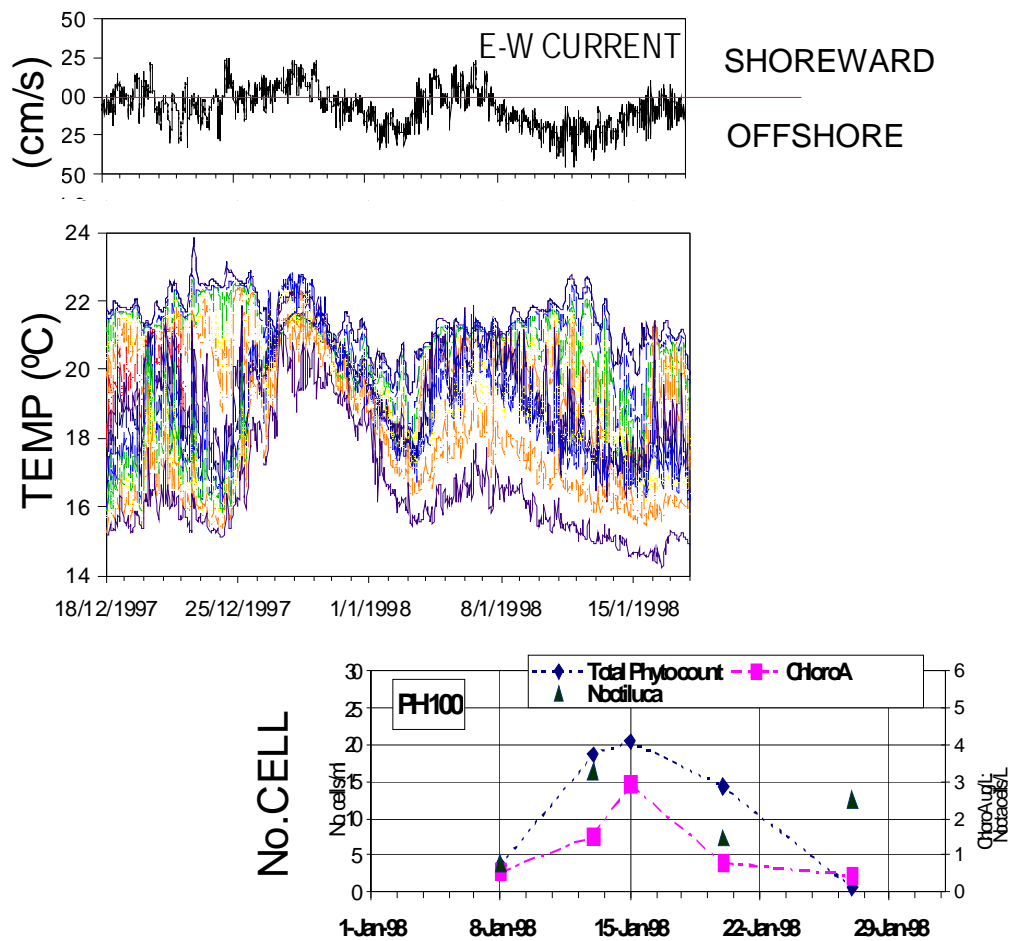 50
E-W CURRENT
25
SHOREWARD
00
25
OFFSHORE
50
(cm/s)
24
22
20
18
16
14
TEMP (ºC)
18/12/1997 25/12/1997 1/1/1998 8/1/1998 15/1/1998
30 Total Phytocount ChloroA 6
Noctiluca
PH100
25 5
20 4
15 3
10 2
5 1
0 0
No.CELL
No.cells/ml
ChloroA ug/L
1-Jan-98 8-Jan-98 15-Jan-98 22-Jan-98 29-Jan-98